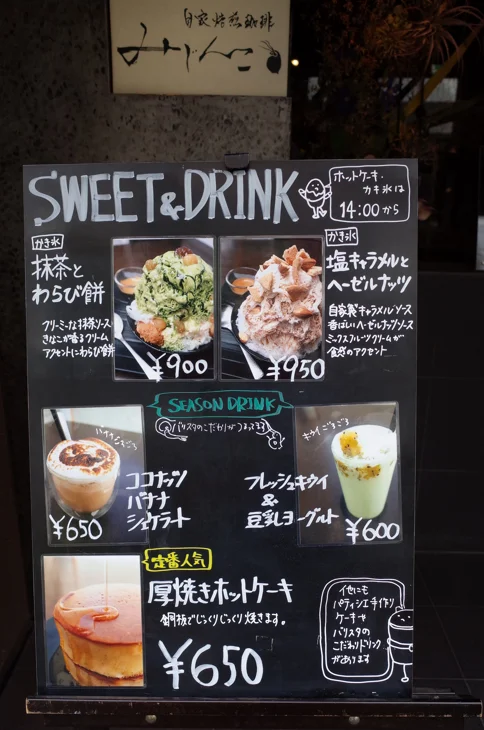 自家焙煎珈琲
みじんこ
SWEET&DRINK
ホットケーキ・
カキ氷は
14:00から
かき氷
抹茶と
わらび餅
クリーミーな抹茶ソース
きなこが香るクリーム
アクセントにわらび餅
¥900
かき氷
塩キャラメルと
ヘーゼルナッツ
自家製キャラメルソース
香ばしいヘーゼルナッツソース
ミックスフルーツクリームが
食感のアクセント
¥950
SEASON DRINK
バリスタのこだわりがつまってます
ココナッツ
バナナ
ショコラート
¥650
キウイごろごろ
フレッシュキウイ
&
豆乳ヨーグルト
¥600
定番人気
厚焼きホットケーキ
銅板でじっくりじっくり焼きます。
¥650
他にも
パティシエ手作り
ケーキや
バリスタの
こだわりドリンク
があります